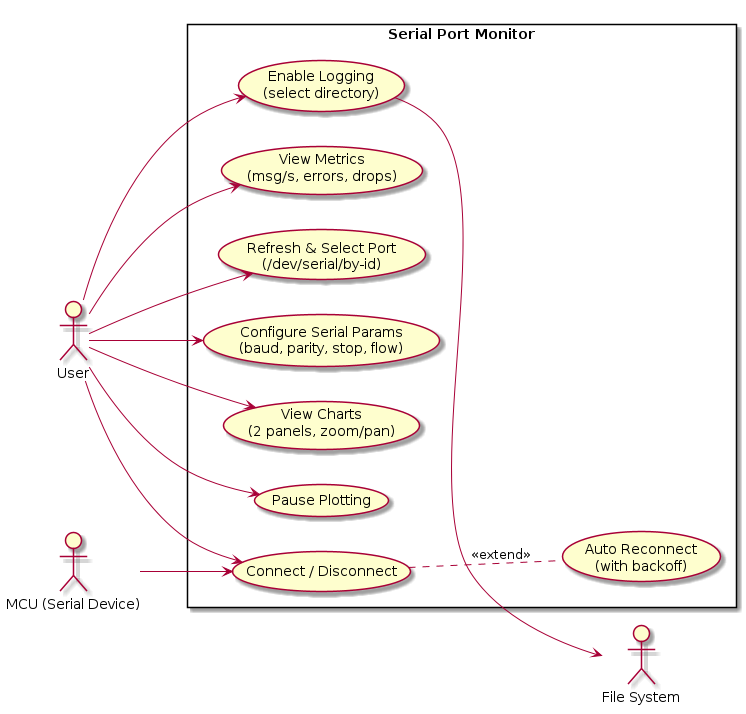 Serial Port Monitor
Enable Logging
(select directory)
View Metrics
(msg/s, errors, drops)
Refresh & Select Port
(/dev/serial/by-id)
Configure Serial Params
(baud, parity, stop, flow)
User
View Charts
(2 panels, zoom/pan)
Pause Plotting
«extend»
Auto Reconnect
(with backoff)
Connect / Disconnect
MCU (Serial Device)
File System